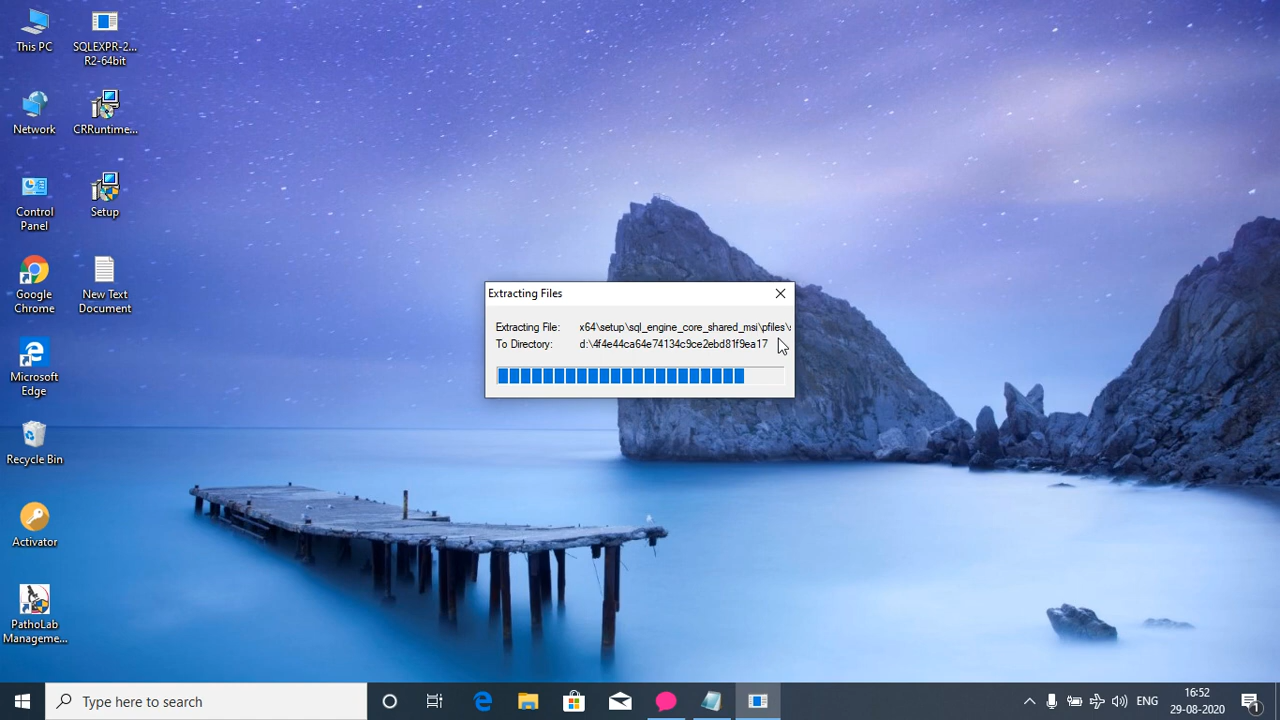 This PC
SQLEXPR-2...
R2-64bit
Network
CRRuntime...
Control
Panel
Setup
Google
Chrome
New Text
Document
Microsoft
Edge
Recycle Bin
Activator
PathoLab
Manageme...
Extracting Files
Extracting File: x64\setup\sql_engine_core_shared_msi\pfiles\s
To Directory: d:\4f4e44ca64e74134c9ce2ebd81f9ea17
Type here to search
ENG
16:52
29-08-2020
1